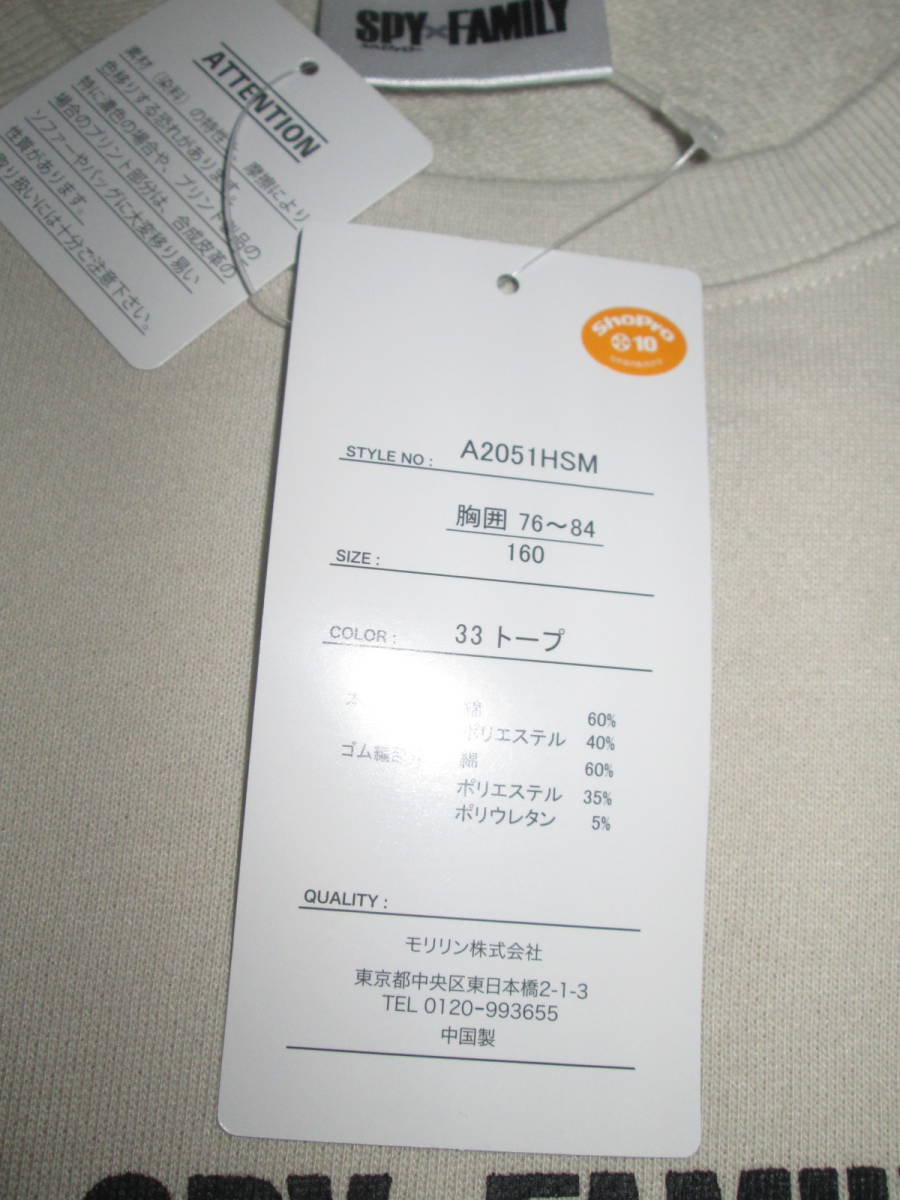 SPY×FAMILY
ATTENTION
素材（染料）の特性 摩擦により
色移りする恐れがあります。
特に濃色の場合や、プリント 品の
場合のプリント部分は、合成皮革の
ソファーやバッグに大変移り易い
性質があります。
扱いには十分ご注意下さい。
ShoPro
10
STYLE NO : A2051HSM
胸囲 76～84
SIZE : 160
COLOR : 33 トープ
綿 60%
ポリエステル 40%
ゴム編部 綿 60%
ポリエステル 35%
ポリウレタン 5%
QUALITY :
モリリン株式会社
東京都中央区東日本橋2-1-3
TEL 0120-993655
中国製